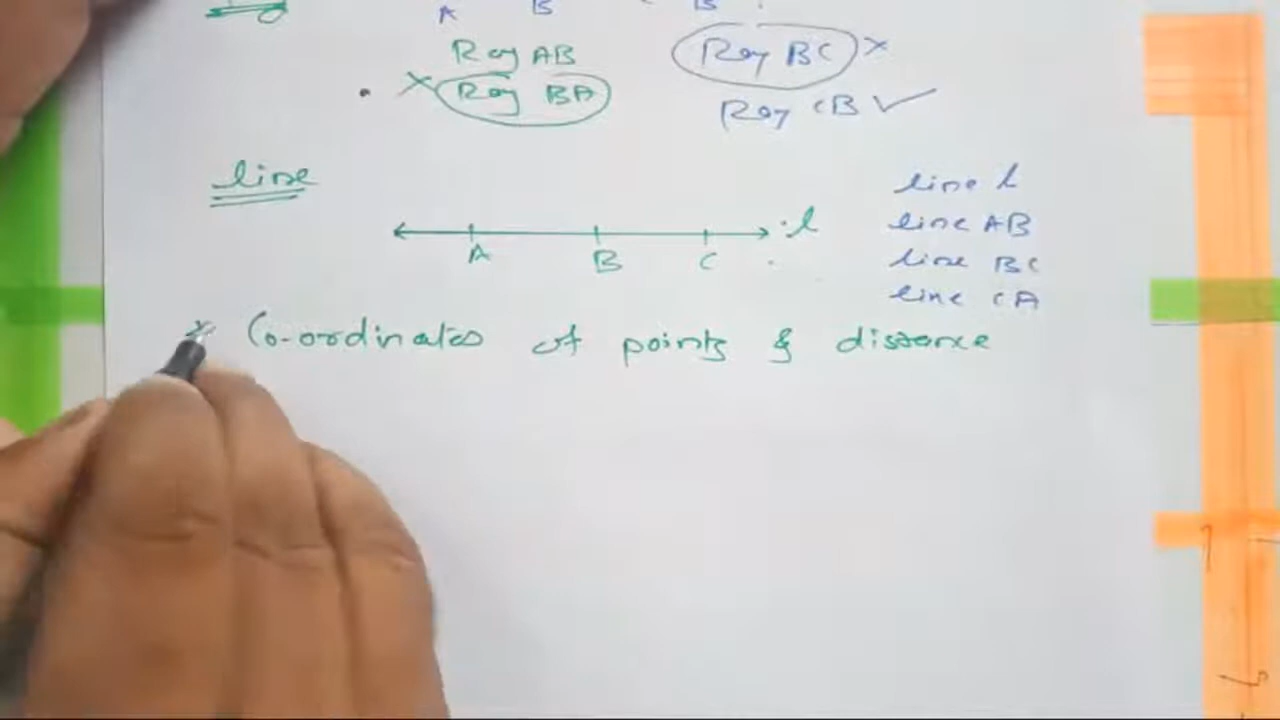 A B B
Ray AB
Ray BC ×
× Ray BA
Ray CB ✓
line
line l
l
line AB
A B C
line BC
line CA
* Co-ordinates of points & distance